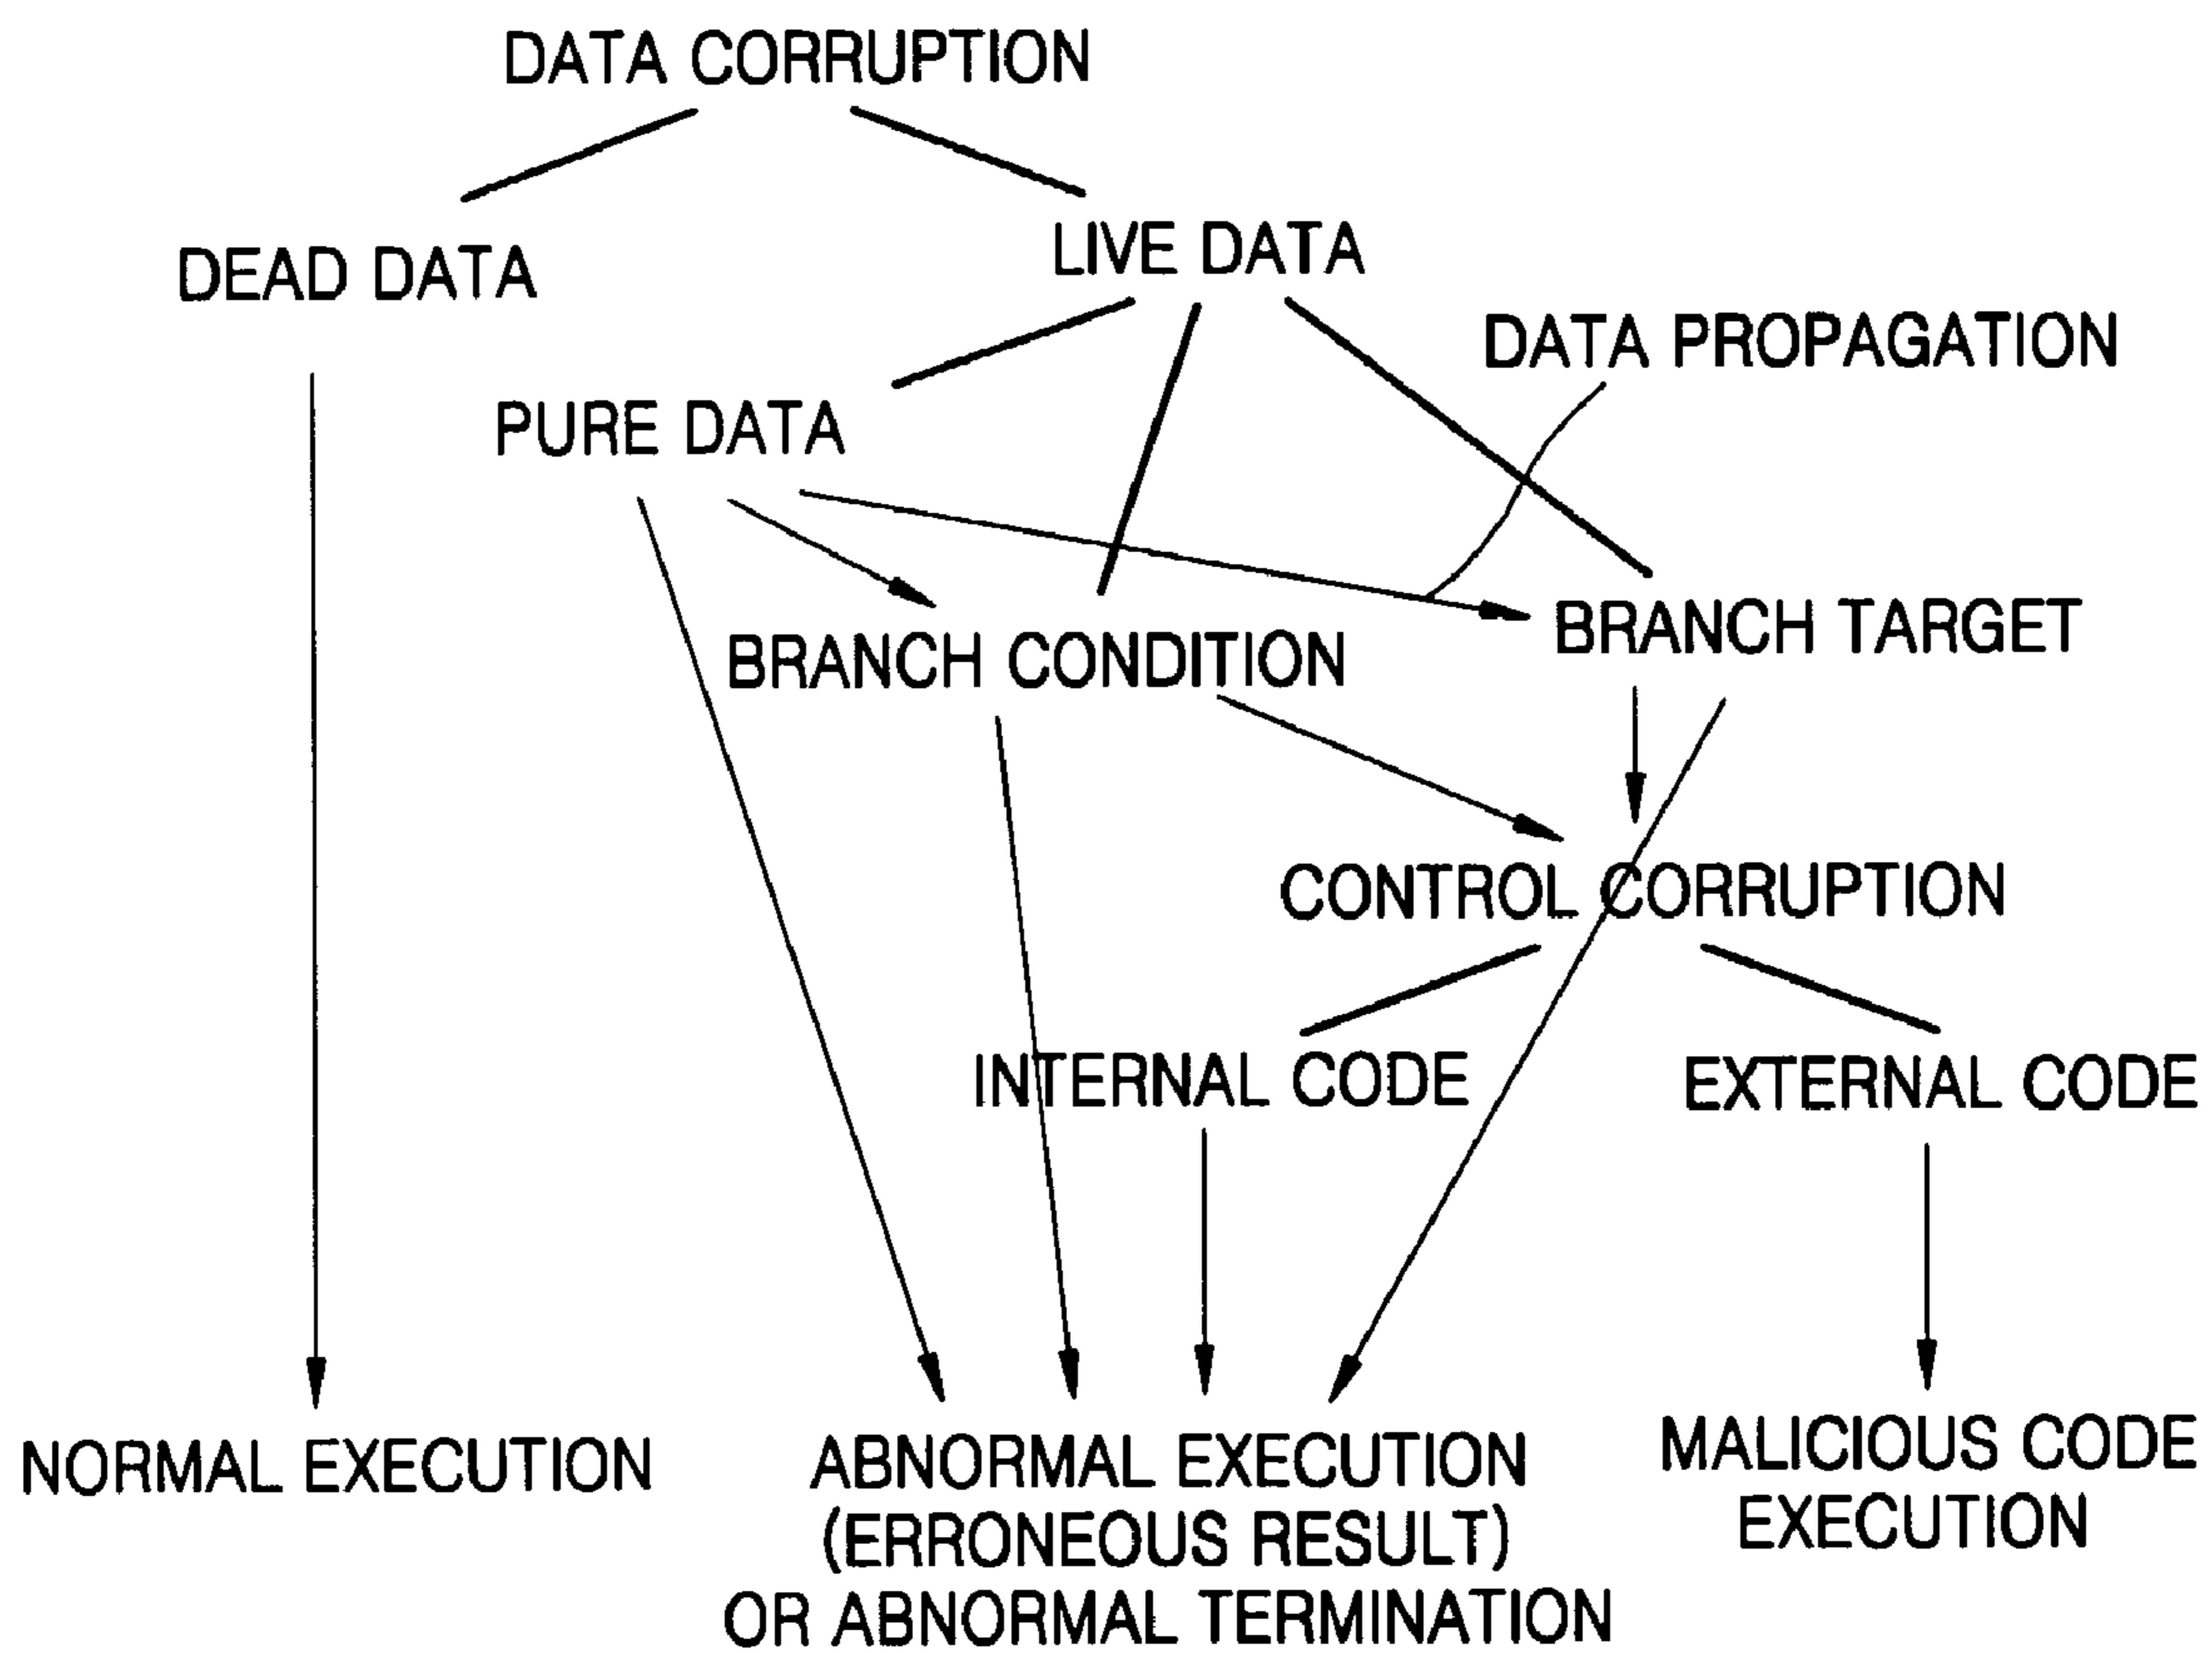 DATA CORRUPTION
DEAD DATA
LIVE DATA
DATA PROPAGATION
PURE DATA
BRANCH CONDITION
BRANCH TARGET
CONTROL CORRUPTION
INTERNAL CODE
EXTERNAL CODE
NORMAL EXECUTION
ABNORMAL EXECUTION
(ERRONEOUS RESULT)
OR ABNORMAL TERMINATION
MALICIOUS CODE
EXECUTION